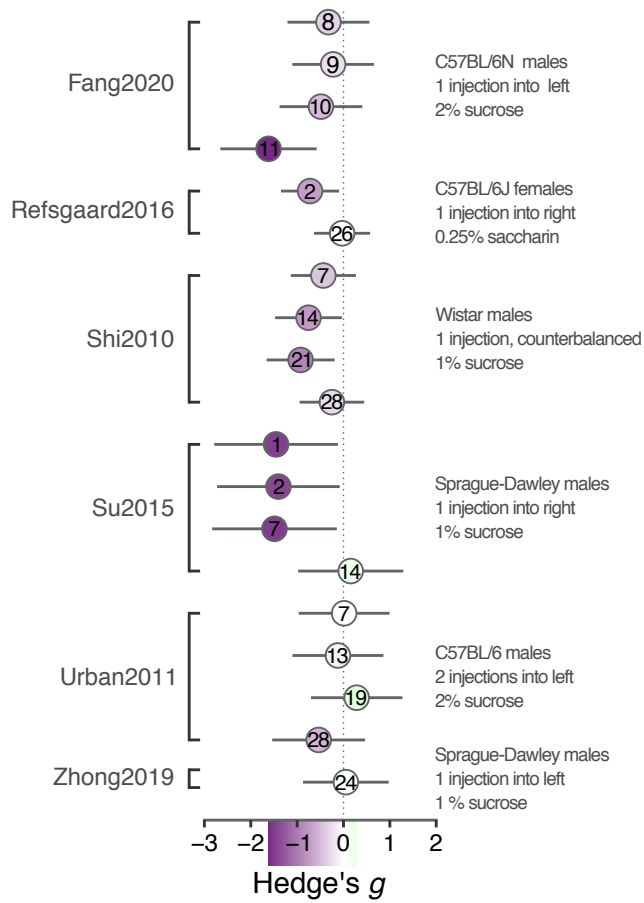 8
Fang2020
9
C57BL/6N males
1 injection into left
10
2% sucrose
11
2
C57BL/6J females
Refsgaard2016
1 injection into right
26
0.25% saccharin
7
14
Wistar males
Shi2010
1 injection, counterbalanced
21
1% sucrose
28
1
2
Sprague-Dawley males
Su2015
1 injection into right
7
1% sucrose
14
7
13
C57BL/6 males
Urban2011
2 injections into left
19
2% sucrose
28
Sprague-Dawley males
Zhong2019
24
1 injection into left
1 % sucrose
−3 −2 −1 0 1 2
Hedge's g